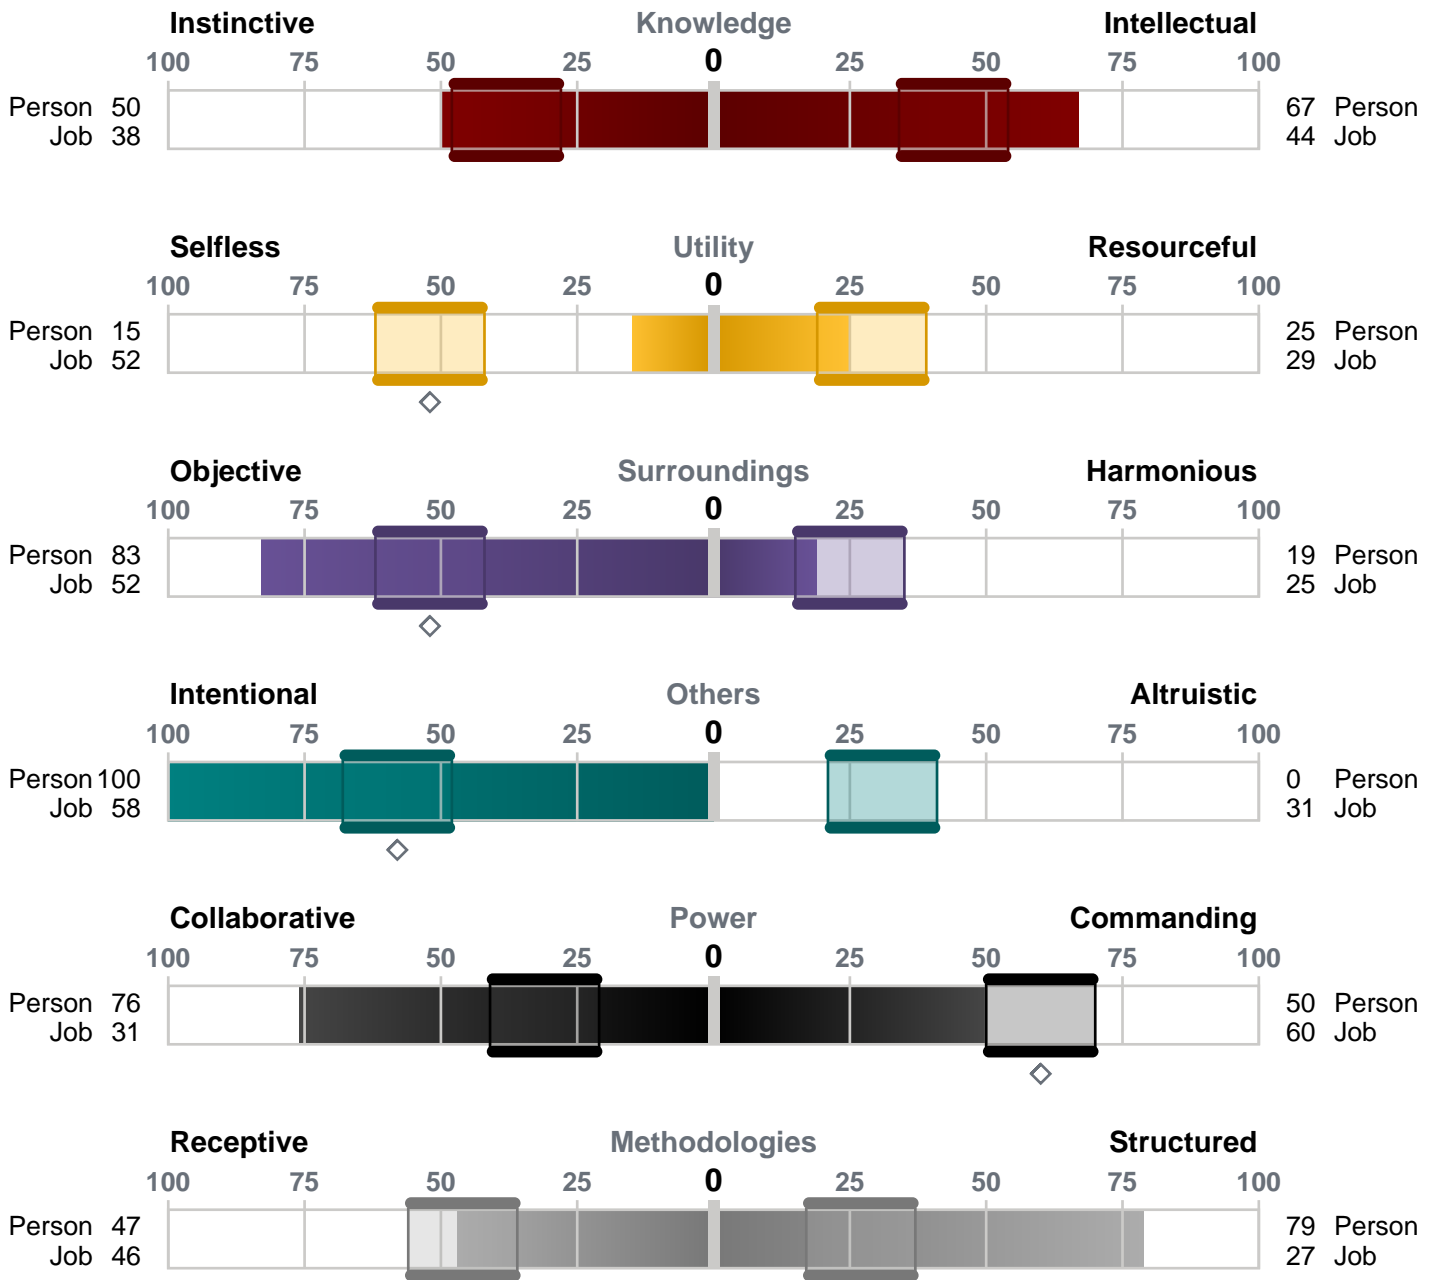 Instinctive Knowledge Intellectual
100 75 50 25 0 25 50 75 100
Person 50 67 Person
Job 38 44 Job
Selfless Utility Resourceful
100 75 50 25 0 25 50 75 100
Person 15 25 Person
Job 52 29 Job
Objective Surroundings Harmonious
100 75 50 25 0 25 50 75 100
Person 83 19 Person
Job 52 25 Job
Intentional Others Altruistic
100 75 50 25 0 25 50 75 100
Person 100 0 Person
Job 58 31 Job
Collaborative Power Commanding
100 75 50 25 0 25 50 75 100
Person 76 50 Person
Job 31 60 Job
Receptive Methodologies Structured
100 75 50 25 0 25 50 75 100
Person 47 79 Person
Job 46 27 Job